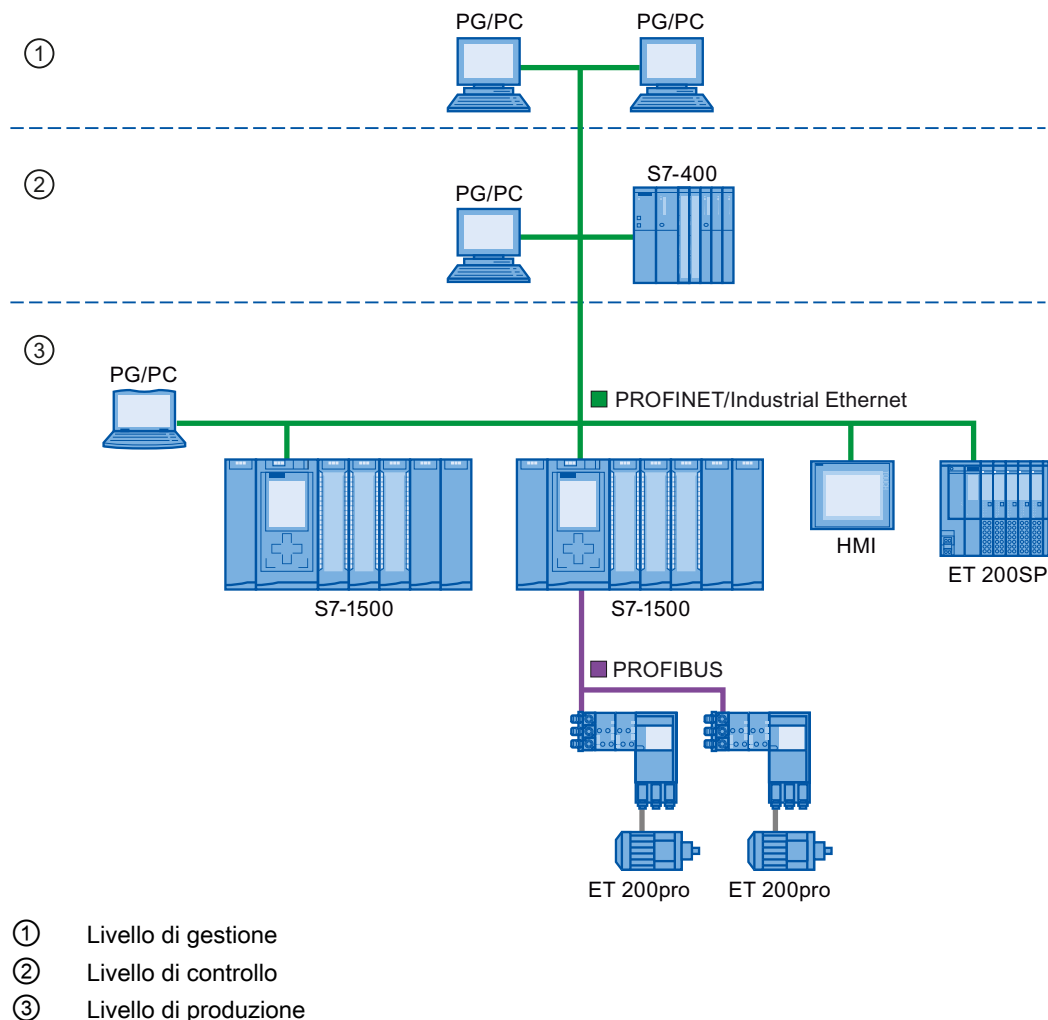 PG/PC PG/PC
①
② PG/PC S7-400
③
PG/PC
PROFINET/Industrial Ethernet
HMI
ET 200SP
S7-1500 S7-1500
PROFIBUS
ET 200pro ET 200pro
① Livello di gestione
② Livello di controllo
③ Livello di produzione